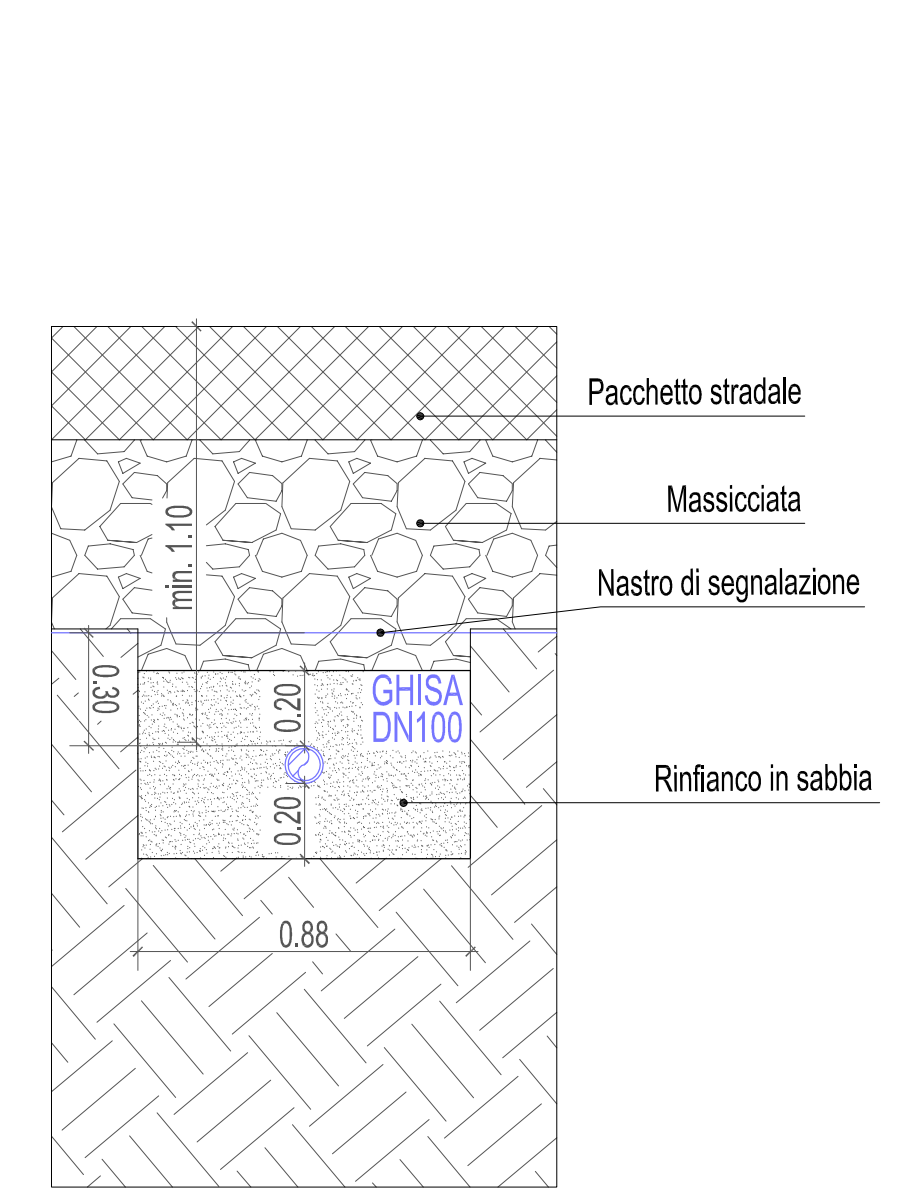 Pacchetto stradale
Massicciata
min. 1.10
Nastro di segnalazione
0.30
0.20
GHISA
DN100
Rinfianco in sabbia
0.20
0.88